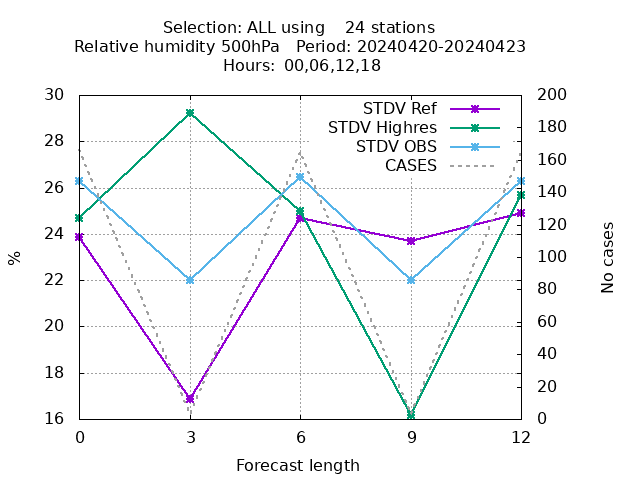 Selection: ALL using    24 stations
Relative humidity 500hPa   Period: 20240420-20240423
Hours: 00,06,12,18
STDV Ref
STDV Highres
STDV OBS
CASES
30
28
26
24
22
20
18
16
%
200
180
160
140
120
100
80
60
40
20
0
No cases
0 3 6 9 12
Forecast length